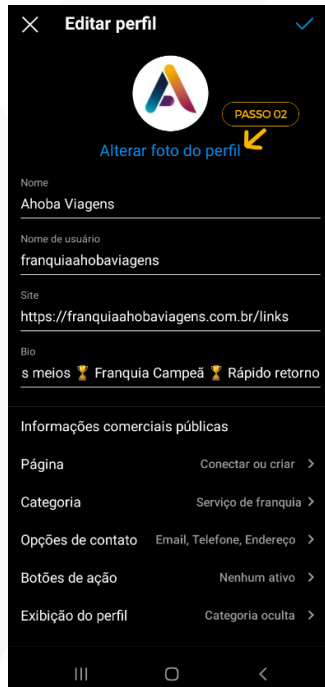 Editar perfil
PASSO 02
Alterar foto do perfil
Nome
Ahoba Viagens
Nome de usuário
franquiaahobaviagens
Site
https://franquiaahobaviagens.com.br/links
Bio
s meios 🏆 Franquia Campeã 🏆 Rápido retorno
Informações comerciais públicas
Página Conectar ou criar >
Categoria Serviço de franquia >
Opções de contato Email, Telefone, Endereço >
Botões de ação Nenhum ativo >
Exibição do perfil Categoria oculta >